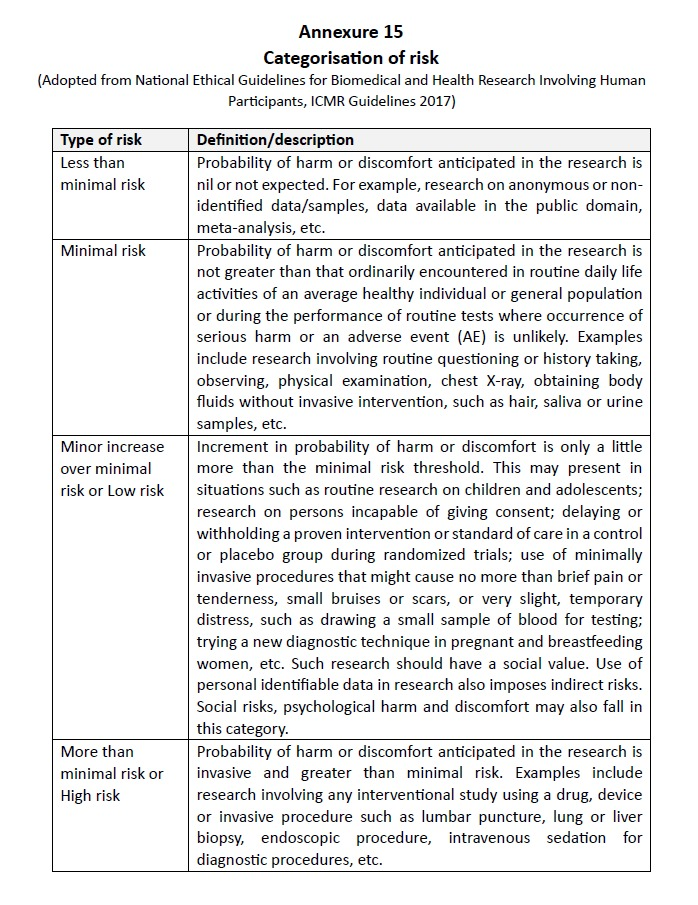 Annexure 15
Categorisation of risk
(Adopted from National Ethical Guidelines for Biomedical and Health Research Involving Human
Participants, ICMR Guidelines 2017)
Type of risk
Definition/description
Less than
minimal risk
Probability of harm or discomfort anticipated in the research is
nil or not expected. For example, research on anonymous or non-
identified data/samples, data available in the public domain,
meta-analysis, etc.
Minimal risk
Probability of harm or discomfort anticipated in the research is
not greater than that ordinarily encountered in routine daily life
activities of an average healthy individual or general population
or during the performance of routine tests where occurrence of
serious harm or an adverse event (AE) is unlikely. Examples
include research involving routine questioning or history taking,
observing, physical examination, chest X-ray, obtaining body
fluids without invasive intervention, such as hair, saliva or urine
samples, etc.
Minor increase
over minimal
risk or Low risk
Increment in probability of harm or discomfort is only a little
more than the minimal risk threshold. This may present in
situations such as routine research on children and adolescents;
research on persons incapable of giving consent; delaying or
withholding a proven intervention or standard of care in a control
or placebo group during randomized trials; use of minimally
invasive procedures that might cause no more than brief pain or
tenderness, small bruises or scars, or very slight, temporary
distress, such as drawing a small sample of blood for testing;
trying a new diagnostic technique in pregnant and breastfeeding
women, etc. Such research should have a social value. Use of
personal identifiable data in research also imposes indirect risks.
Social risks, psychological harm and discomfort may also fall in
this category.
More than
minimal risk or
High risk
Probability of harm or discomfort anticipated in the research is
invasive and greater than minimal risk. Examples include
research involving any interventional study using a drug, device
or invasive procedure such as lumbar puncture, lung or liver
biopsy, endoscopic procedure, intravenous sedation for
diagnostic procedures, etc.